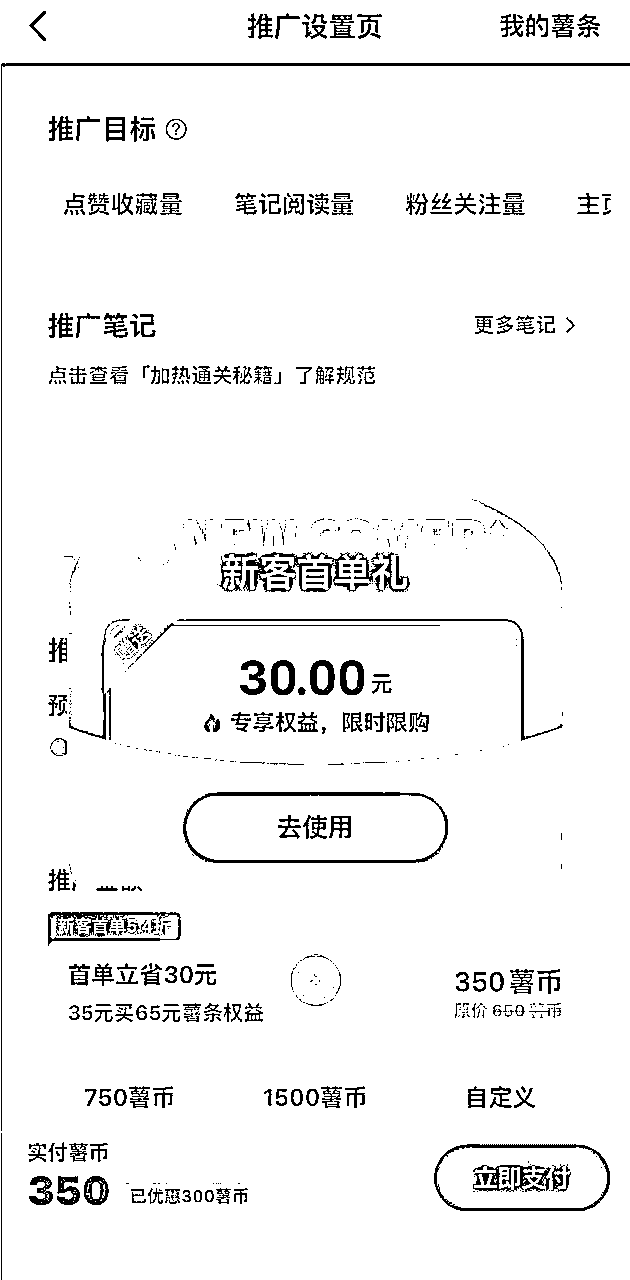 推广设置页
我的薯条
推广目标 ?
点赞收藏量 笔记阅读量 粉丝关注量 主页
推广笔记
更多笔记 >
点击查看「加热通关秘籍」了解规范
NEW COMER
新客首单礼
30.00元
专享权益，限时限购
推
预
去使用
推
新客首单5.4折
首单立省30元
35元买65元薯条权益
350薯币
原价 650 薯币
750薯币 1500薯币 自定义
实付薯币
350 已优惠300薯币
立即支付